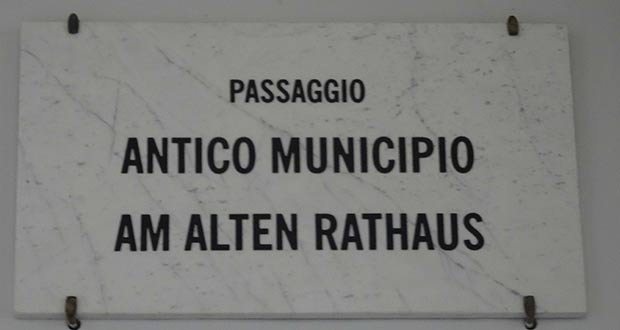 PASSAGGIO
ANTICO MUNICIPIO
AM ALTEN RATHAUS